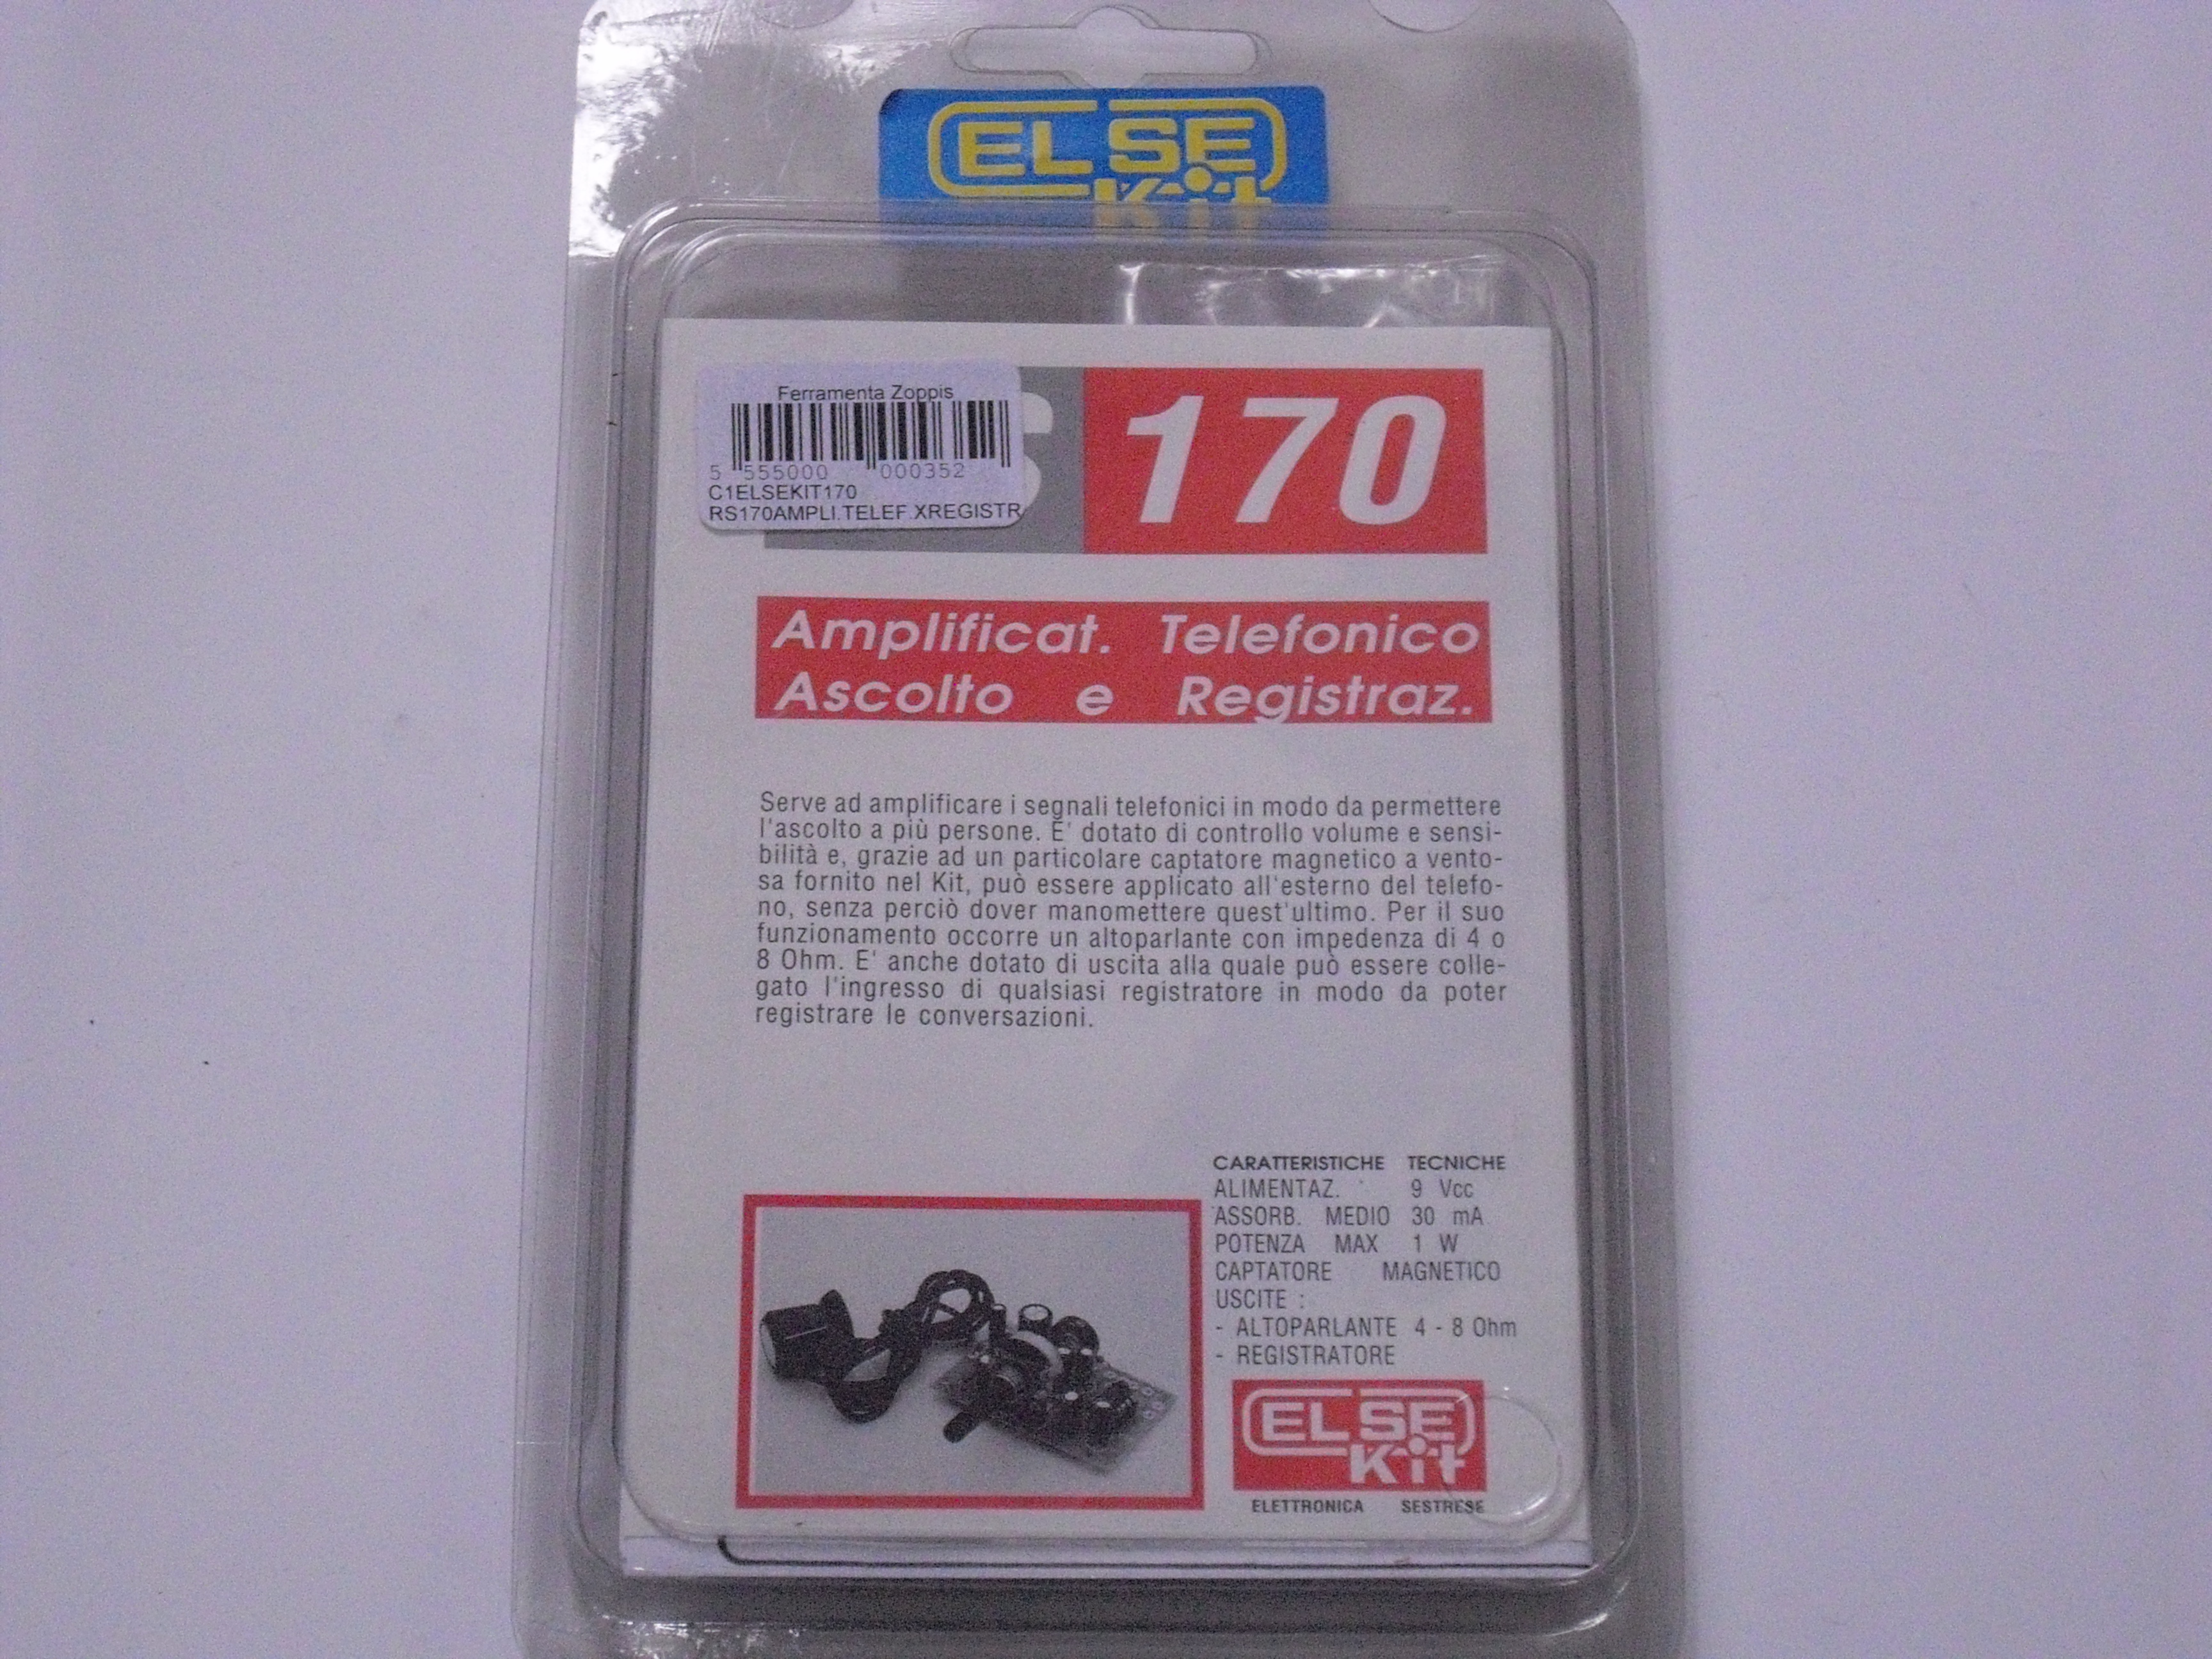 EL SE
Kit
Ferramenta Zoppis
5 555000 000352
C1ELSEKIT170
RS170AMPLI.TELEF.XREGISTR
S 170
Amplificat. Telefonico
Ascolto e Registraz.
Serve ad amplificare i segnali telefonici in modo da permettere
l'ascolto a più persone. E' dotato di controllo volume e sensi-
bilità e, grazie ad un particolare captatore magnetico a vento-
sa fornito nel Kit, può essere applicato all'esterno del telefo-
no, senza perciò dover manomettere quest'ultimo. Per il suo
funzionamento occorre un altoparlante con impedenza di 4 o
8 Ohm. E' anche dotato di uscita alla quale può essere colle-
gato l'ingresso di qualsiasi registratore in modo da poter
registrare le conversazioni.
CARATTERISTICHE TECNICHE
ALIMENTAZ. 9 Vcc
ASSORB. MEDIO 30 mA
POTENZA MAX 1 W
CAPTATORE MAGNETICO
USCITE :
- ALTOPARLANTE 4 - 8 Ohm
- REGISTRATORE
EL SE
Kit
ELETTRONICA SESTRESE